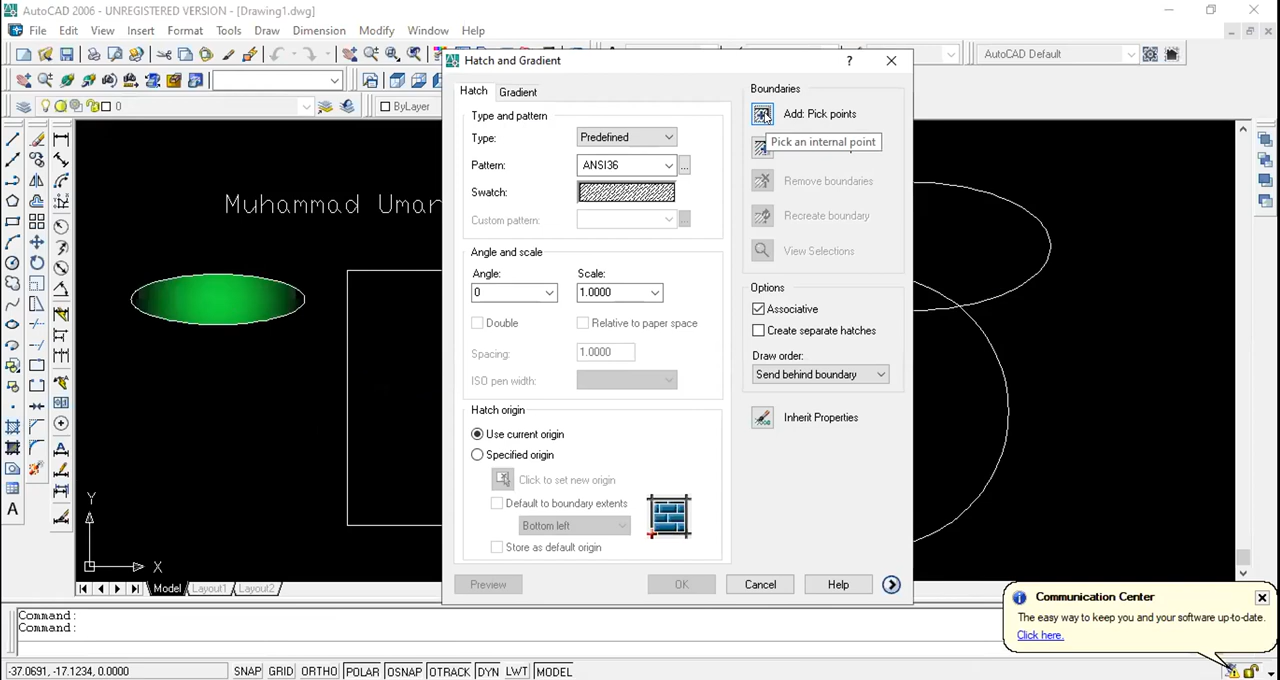 AutoCAD 2006 - UNREGISTERED VERSION - [Drawing1.dwg]
File Edit View Insert Format Tools Draw Dimension Modify Window Help
AutoCAD Default
0
ByLayer
Hatch and Gradient
?
Hatch
Gradient
Type and pattern
Type:
Predefined
Pattern:
ANSI36
...
Swatch:
Custom pattern:
...
Angle and scale
Angle:
Scale:
0
1.0000
Double
Relative to paper space
Spacing:
1.0000
ISO pen width:
Hatch origin
Use current origin
Specified origin
Click to set new origin
Default to boundary extents
Bottom left
Store as default origin
Boundaries
Add: Pick points
Pick an internal point
Remove boundaries
Recreate boundary
View Selections
Options
Associative
Create separate hatches
Draw order:
Send behind boundary
Inherit Properties
Preview
OK
Cancel
Help
Muhammad Umar
Y
X
A
A
Model Layout1 Layout2
Communication Center
The easy way to keep you and your software up-to-date.
Click here.
Command:
Command:
-37.0691, -17.1234, 0.0000
SNAP GRID ORTHO POLAR OSNAP OTRACK DYN LWT MODEL